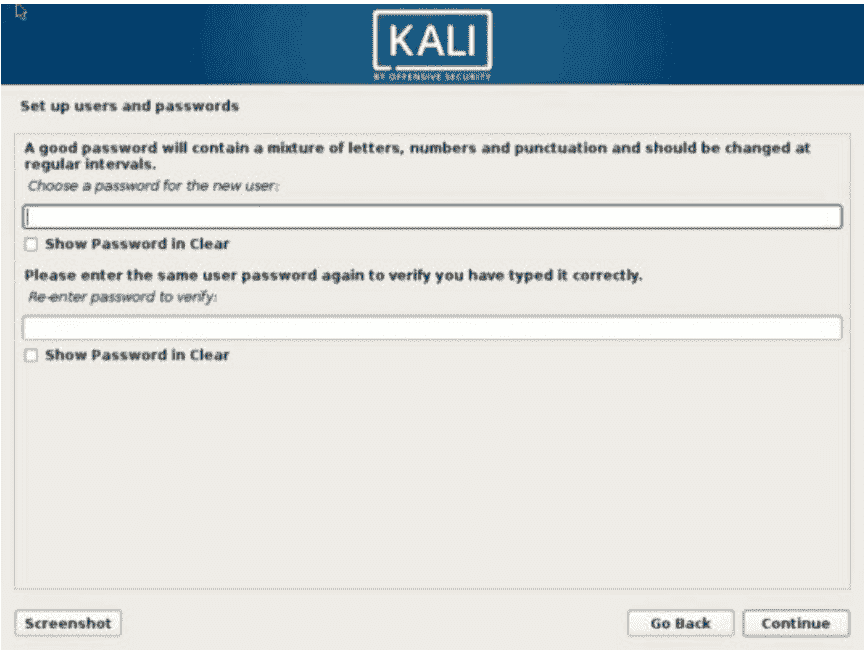 KALI
BY OFFENSIVE SECURITY
Set up users and passwords
A good password will contain a mixture of letters, numbers and punctuation and should be changed at
regular intervals.
Choose a password for the new user:
Show Password in Clear
Please enter the same user password again to verify you have typed it correctly.
Re-enter password to verify:
Show Password in Clear
Screenshot
Go Back
Continue